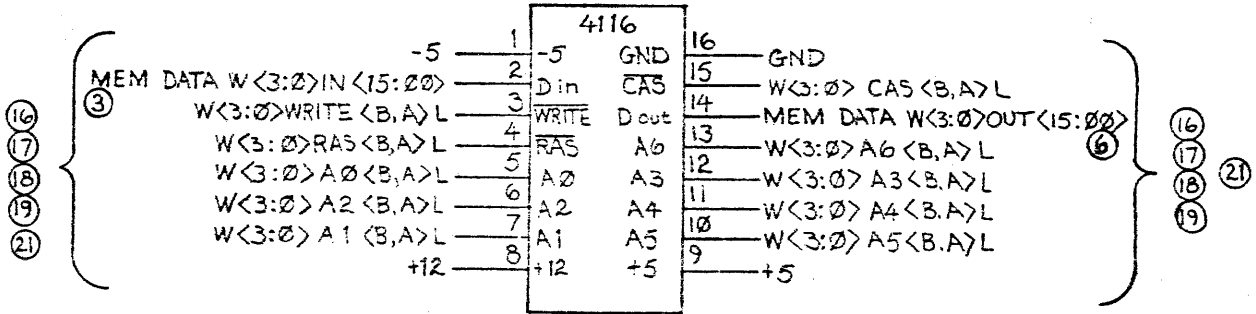 4116
-5 1 -5 GND 16 GND
MEM DATA W<3:Ø>IN<15:ØØ> 2 Din CAS 15 W<3:Ø> CAS<B,A>L
③ W<3:Ø>WRITE<B,A>L 3 WRITE Dout 14 MEM DATA W<3:Ø>OUT<15:ØØ>
W<3:Ø>RAS<B,A>L 4 RAS A6 13 W<3:Ø>A6<B,A>L ⑥
W<3:Ø>AØ<B,A>L 5 AØ A3 12 W<3:Ø>A3<B.A>L
W<3:Ø>A2<B,A>L 6 A2 A4 11 W<3:Ø>A4<B.A>L
W<3:Ø>A1<B,A>L 7 A1 A5 1Ø W<3:Ø>A5<B.A>L
+12 8 +12 +5 9 +5
⑯
⑰
⑱
⑲
㉑
⑯
⑰
⑱ ㉑
⑲